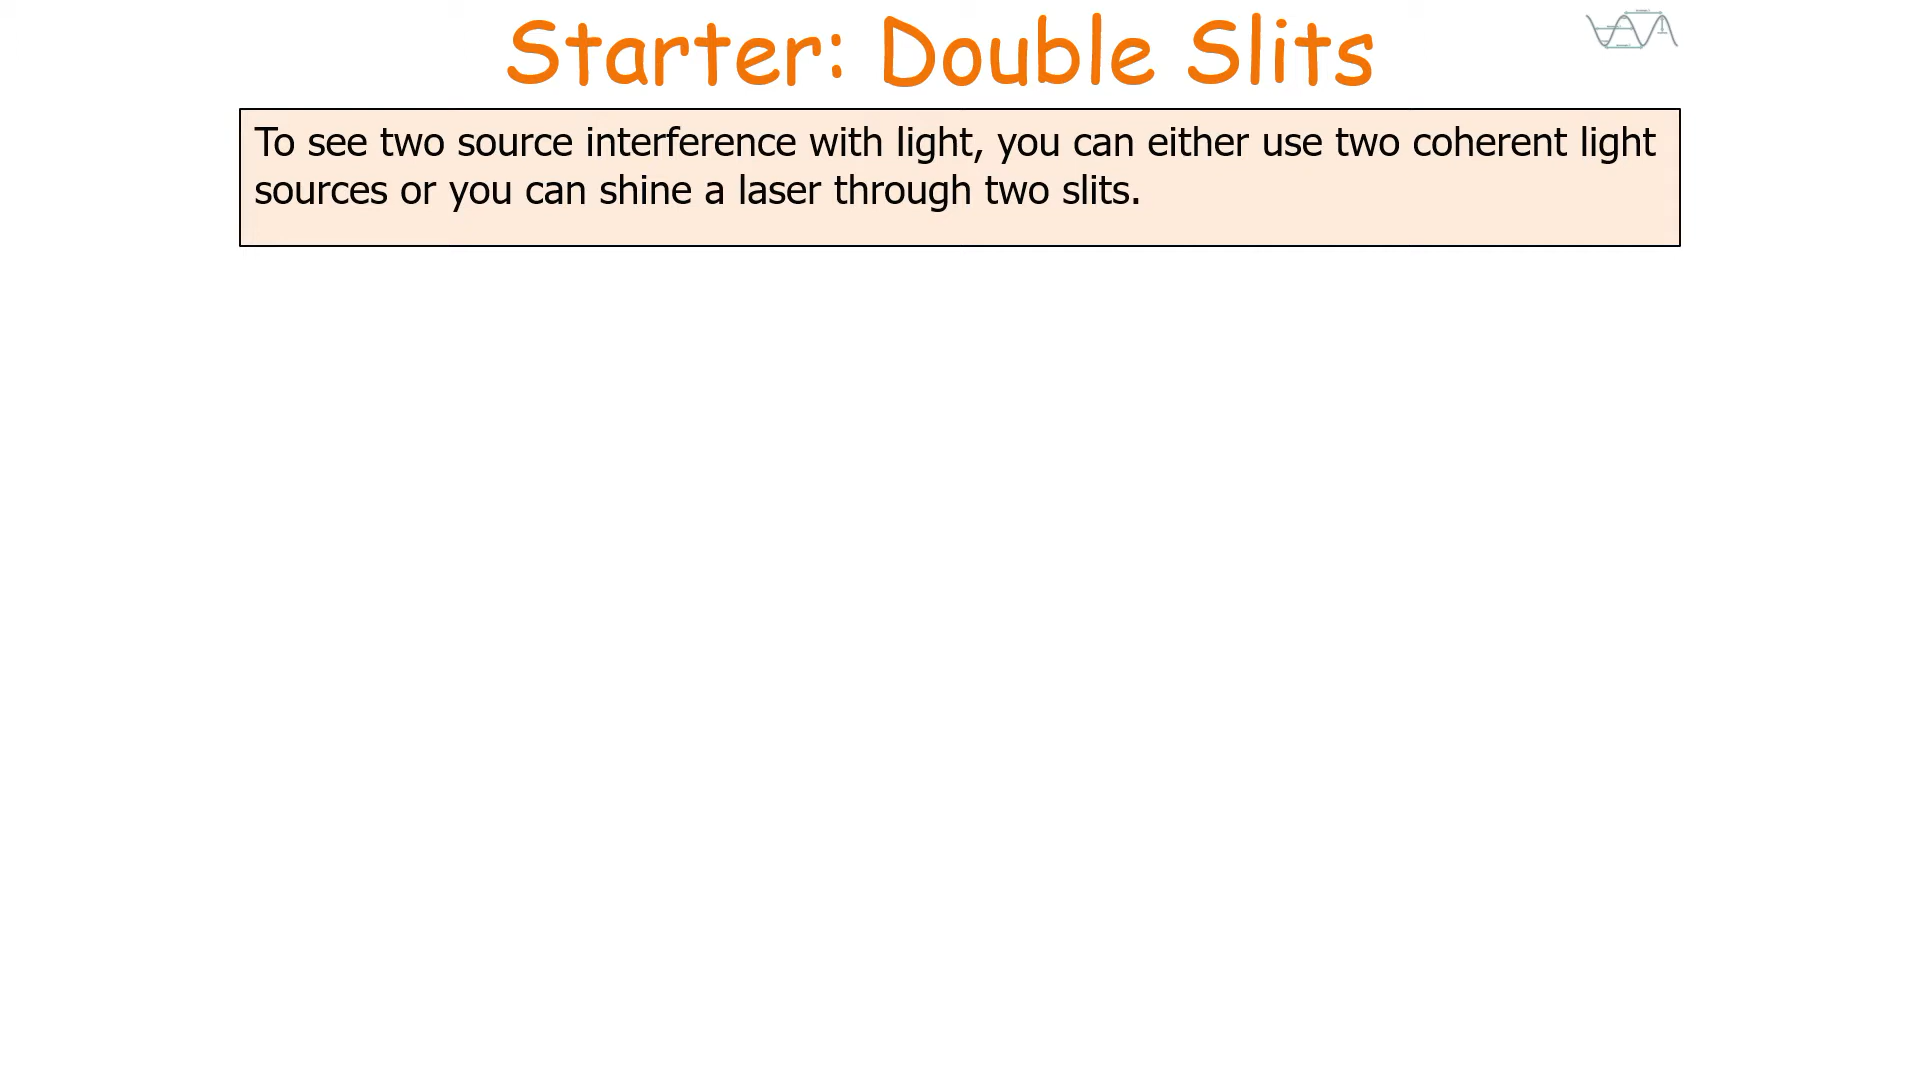 Starter: Double Slits
To see two source interference with light, you can either use two coherent light
sources or you can shine a laser through two slits.